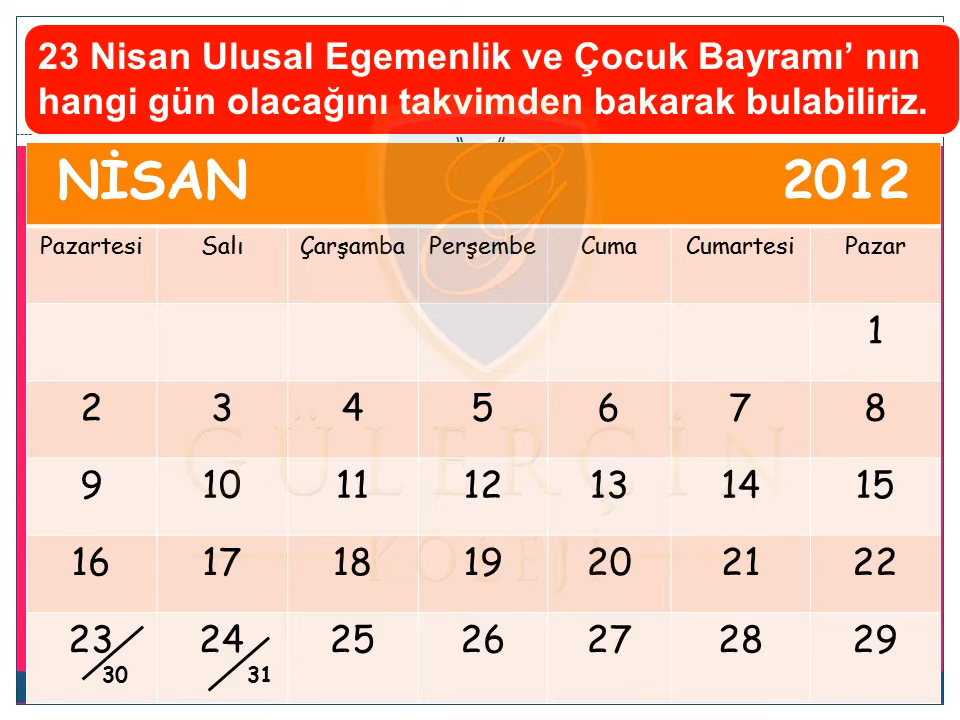 23 Nisan Ulusal Egemenlik ve Çocuk Bayramı’ nın
hangi gün olacağını takvimden bakarak bulabiliriz.
NİSAN 2012
Pazartesi Salı Çarşamba Perşembe Cuma Cumartesi Pazar
1
2 3 4 5 6 7 8
9 10 11 12 13 14 15
16 17 18 19 20 21 22
23 24 25 26 27 28 29
30 31
GÜLERÇİN
KOLEJİ